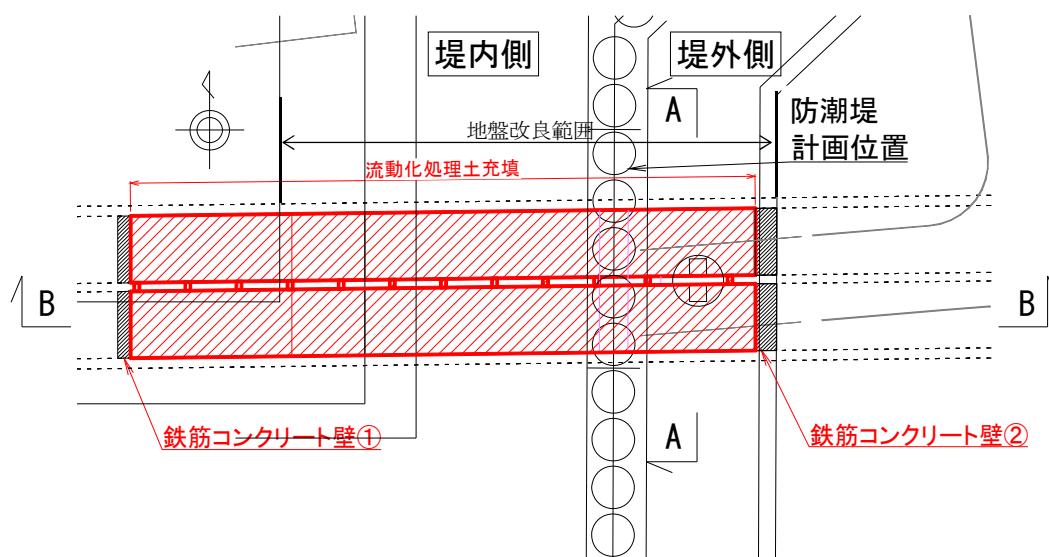 堤内側
堤外側
A
防潮堤
計画位置
地盤改良範囲
流動化処理土充填
B
B
A
鉄筋コンクリート壁①
鉄筋コンクリート壁②